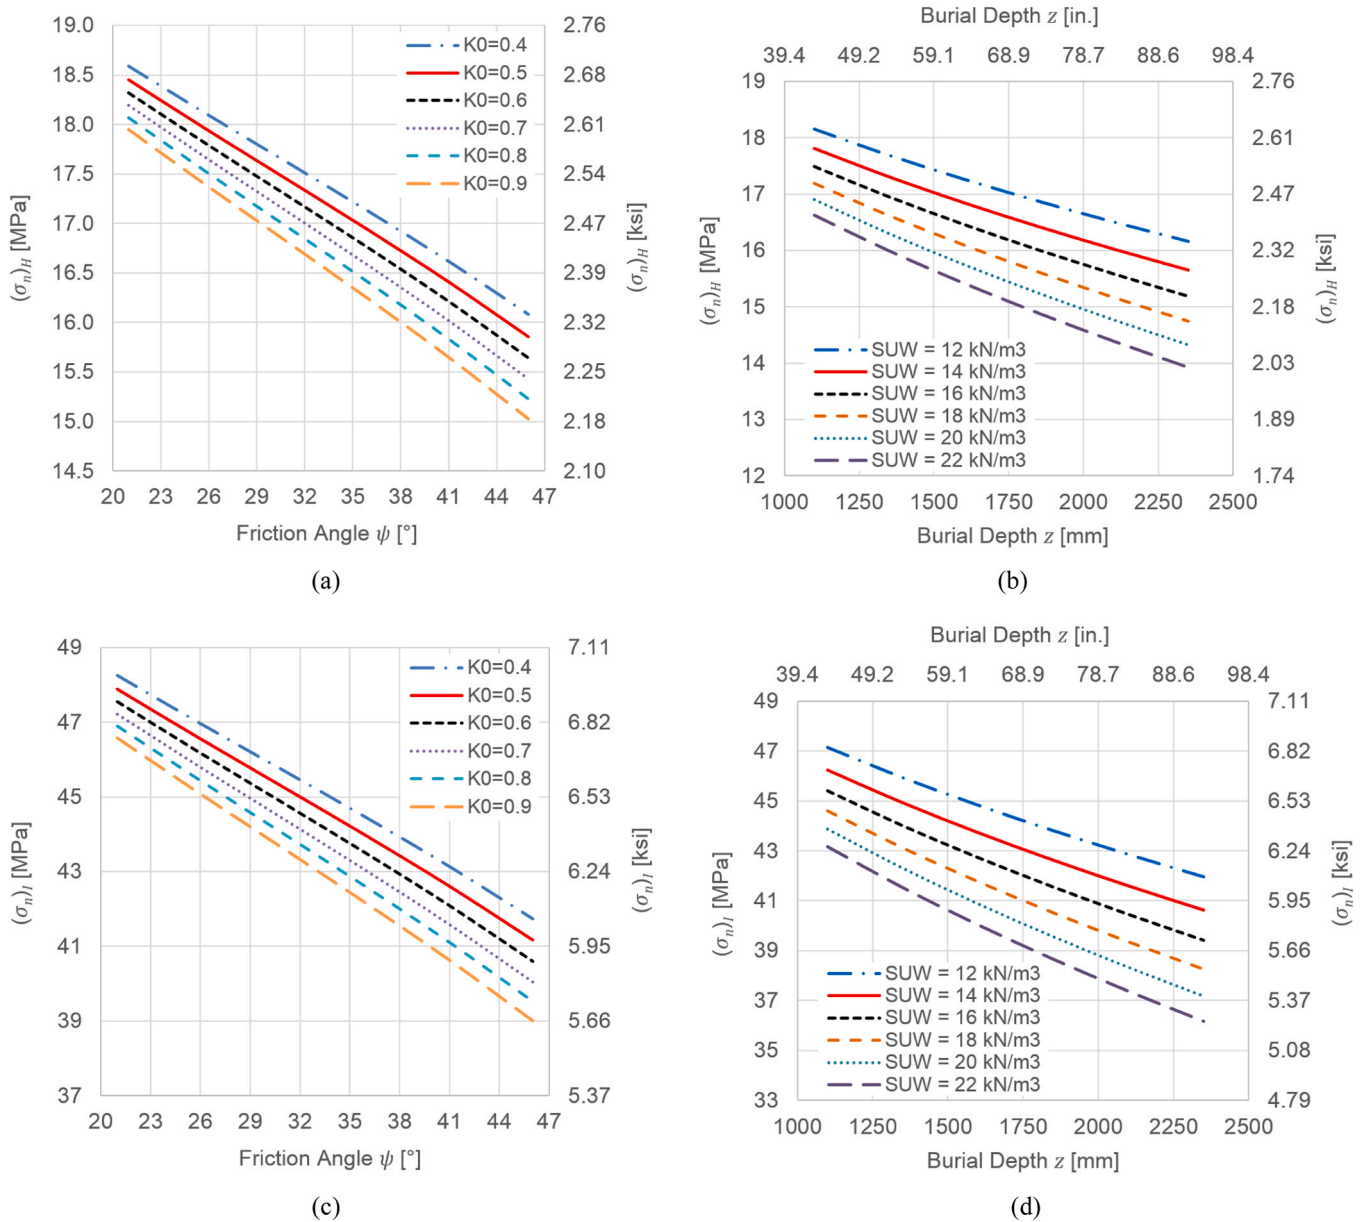 19.0
18.5
18.0
17.5
17.0
16.5
16.0
15.5
15.0
14.5
2.76
2.68
2.61
2.54
2.47
2.39
2.32
2.25
2.18
2.10
K0=0.4
K0=0.5
K0=0.6
K0=0.7
K0=0.8
K0=0.9
(σn)H [MPa]
(σn)H [ksi]
20 23 26 29 32 35 38 41 44 47
Friction Angle ψ [°]
(a)
Burial Depth z [in.]
39.4 49.2 59.1 68.9 78.7 88.6 98.4
19
18
17
16
15
14
13
12
2.76
2.61
2.47
2.32
2.18
2.03
1.89
1.74
(σn)H [MPa]
(σn)H [ksi]
SUW = 12 kN/m3
SUW = 14 kN/m3
SUW = 16 kN/m3
SUW = 18 kN/m3
SUW = 20 kN/m3
SUW = 22 kN/m3
1000 1250 1500 1750 2000 2250 2500
Burial Depth z [mm]
(b)
49
47
45
43
41
39
37
7.11
6.82
6.53
6.24
5.95
5.66
5.37
K0=0.4
K0=0.5
K0=0.6
K0=0.7
K0=0.8
K0=0.9
(σn)I [MPa]
(σn)I [ksi]
20 23 26 29 32 35 38 41 44 47
Friction Angle ψ [°]
(c)
Burial Depth z [in.]
39.4 49.2 59.1 68.9 78.7 88.6 98.4
49
47
45
43
41
39
37
35
33
7.11
6.82
6.53
6.24
5.95
5.66
5.37
5.08
4.79
(σn)I [MPa]
(σn)I [ksi]
SUW = 12 kN/m3
SUW = 14 kN/m3
SUW = 16 kN/m3
SUW = 18 kN/m3
SUW = 20 kN/m3
SUW = 22 kN/m3
1000 1250 1500 1750 2000 2250 2500
Burial Depth z [mm]
(d)